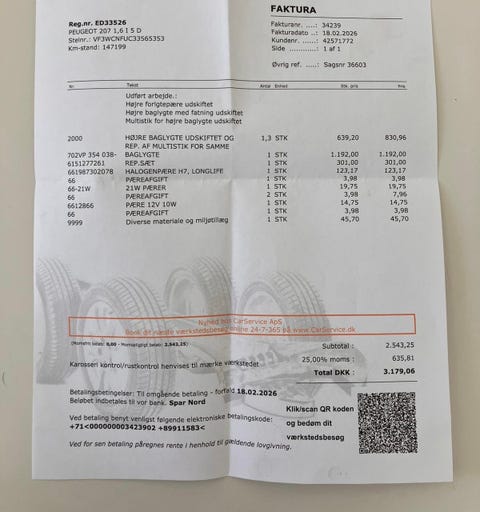 FAKTURA
Reg.nr. ED33526
PEUGEOT 207 1,6 I 5 D
Stelnr.: VF3WCNFUC33565353
Km-stand: 147199
Fakturanr. ....: 34239
Fakturadato ..: 18.02.2026
Kundenr. .....: 42571772
Side ............: 1 af 1
Øvrig ref. .....: Sagsnr 36603
Nr. Tekst Antal Enhed Stk. pris Pris
Udført arbejde.:
Højre forlygtepære udskiftet
Højre baglygte med fatning udskiftet
Multistik for højre baglygte udskiftet
2000 HØJRE BAGLYGTE UDSKIFTET OG 1,3 STK 639,20 830,96
REP. AF MULTISTIK FOR SAMME
702VP 354 038- BAGLYGTE 1 STK 1.192,00 1.192,00
6151277261 REP.SÆT 1 STK 301,00 301,00
661987302078 HALOGENPÆRE H7, LONGLIFE 1 STK 123,17 123,17
66 PÆREAFGIFT 1 STK 3,98 3,98
66-21W 21W PÆRER 1 STK 19,75 19,75
66 PÆREAFGIFT 2 STK 3,98 7,96
6612866 PÆRE 12V 10W 1 STK 14,75 14,75
66 PÆREAFGIFT 1 STK 3,98 3,98
9999 Diverse materiale og miljøtillæg 1 STK 45,70 45,70
Nyhed hos CarService ApS
Book dit næste værkstedsbesøg online 24-7-365 på www.CarService.dk
(Momsfrit beløb: 0,00 - Momspligtigt beløb: 2.543,25)
Subtotal : 2.543,25
25,00% moms : 635,81
Total DKK : 3.179,06
Karosseri kontrol/rustkontrol henvises til mærke værkstedet
Betalingsbetingelser: Til omgående betaling - forfald 18.02.2026
Beløbet indbetales til vor bank. Spar Nord
Ved betaling benyt venligst følgende elektroniske betalingskode:
+71<000000003423902 +89911583<
Ved for sen betaling påregnes rente i henhold til gældende lovgivning.
Klik/scan QR koden
og bedøm dit
værkstedsbesøg